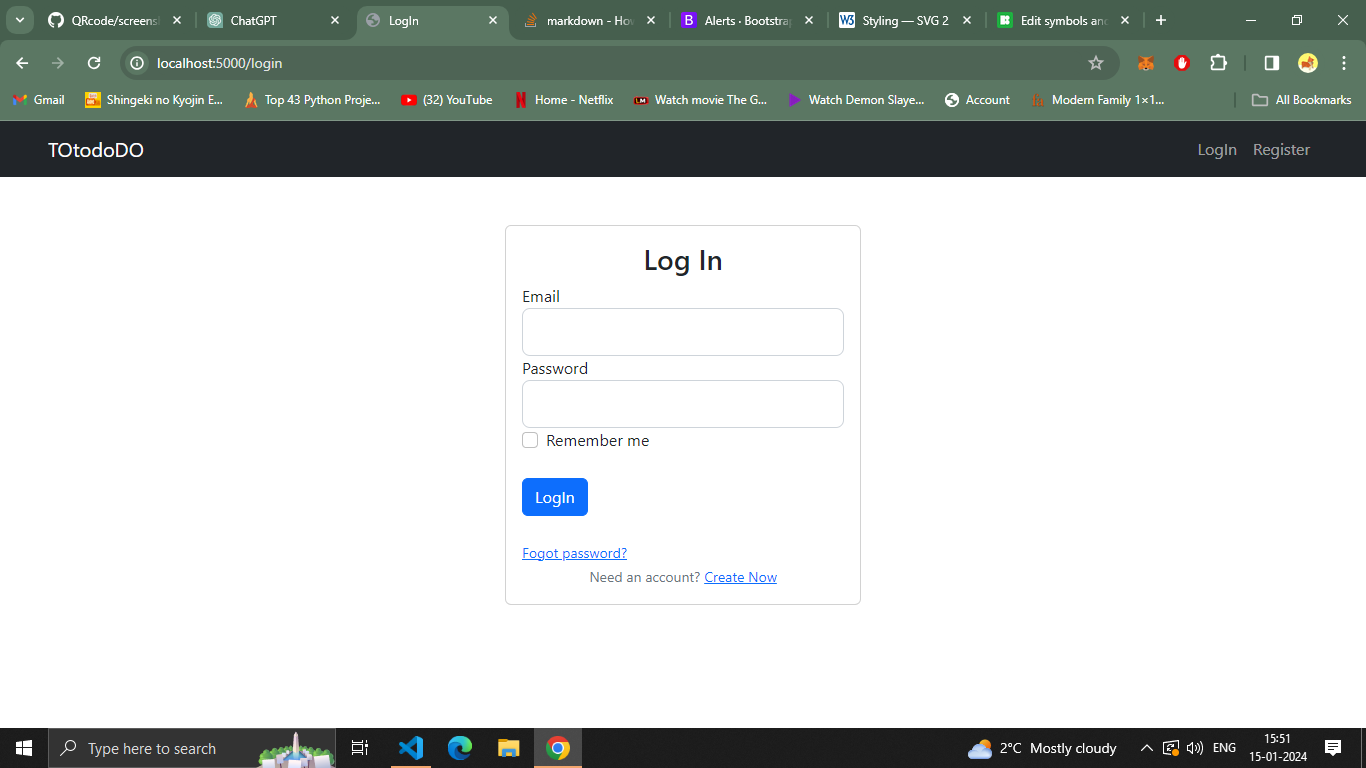 QRcode/screens
ChatGPT
LogIn
markdown - Ho
Alerts · Bootstra
Styling — SVG 2
Edit symbols an
localhost:5000/login
Gmail
Shingeki no Kyojin E...
Top 43 Python Proje...
(32) YouTube
Home - Netflix
Watch movie The G...
Watch Demon Slaye...
Account
Modern Family 1×1...
All Bookmarks
TOtodoDO
LogIn
Register
Log In
Email
Password
Remember me
LogIn
Fogot password?
Need an account? Create Now
Type here to search
2°C Mostly cloudy
ENG
15:51
15-01-2024